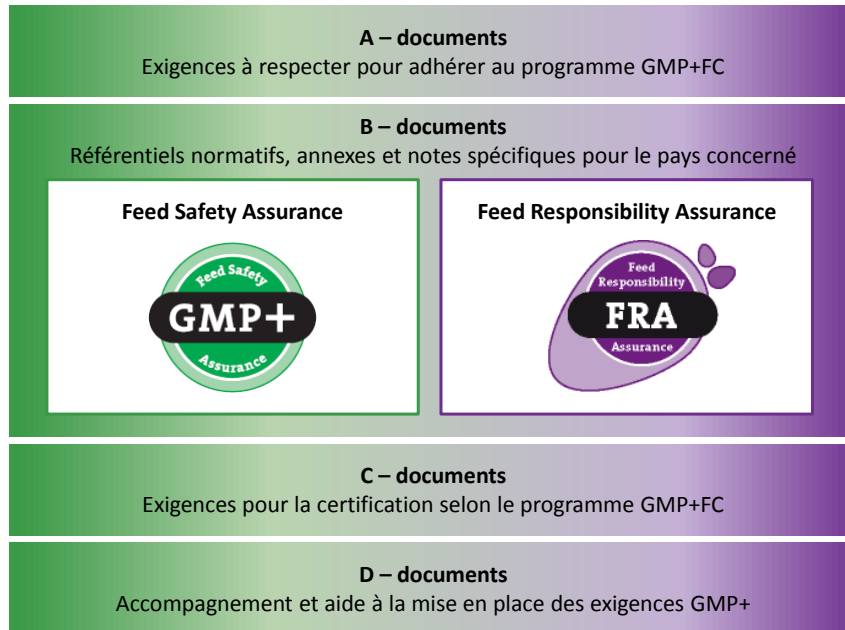 A – documents
Exigences à respecter pour adhérer au programme GMP+FC
B – documents
Référentiels normatifs, annexes et notes spécifiques pour le pays concerné
Feed Safety Assurance
Feed Safety
GMP+
Assurance
Feed Responsibility Assurance
Feed
Responsibility
FRA
Assurance
C – documents
Exigences pour la certification selon le programme GMP+FC
D – documents
Accompagnement et aide à la mise en place des exigences GMP+